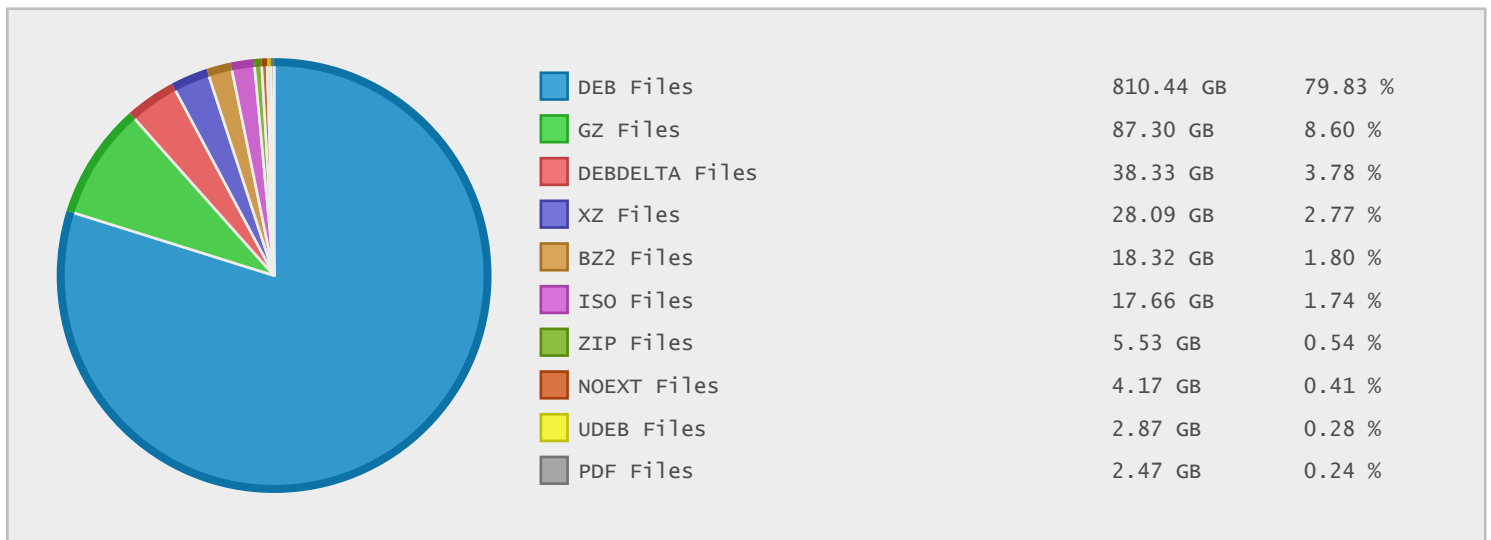 DEB Files 810.44 GB 79.83 %
GZ Files 87.30 GB 8.60 %
DEBDELTA Files 38.33 GB 3.78 %
XZ Files 28.09 GB 2.77 %
BZ2 Files 18.32 GB 1.80 %
ISO Files 17.66 GB 1.74 %
ZIP Files 5.53 GB 0.54 %
NOEXT Files 4.17 GB 0.41 %
UDEB Files 2.87 GB 0.28 %
PDF Files 2.47 GB 0.24 %